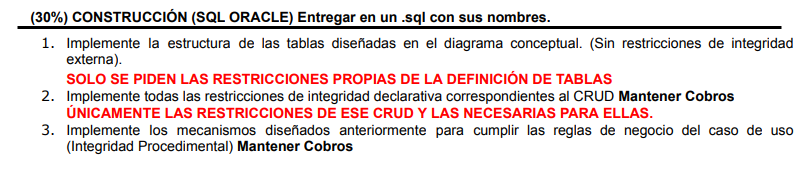 (30%) CONSTRUCCIÓN (SQL ORACLE) Entregar en un .sql con sus nombres.
1. Implemente la estructura de las tablas diseñadas en el diagrama conceptual. (Sin restricciones de integridad
externa).
SOLO SE PIDEN LAS RESTRICCIONES PROPIAS DE LA DEFINICIÓN DE TABLAS
2. Implemente todas las restricciones de integridad declarativa correspondientes al CRUD Mantener Cobros
ÚNICAMENTE LAS RESTRICCIONES DE ESE CRUD Y LAS NECESARIAS PARA ELLAS.
3. Implemente los mecanismos diseñados anteriormente para cumplir las reglas de negocio del caso de uso
(Integridad Procedimental) Mantener Cobros